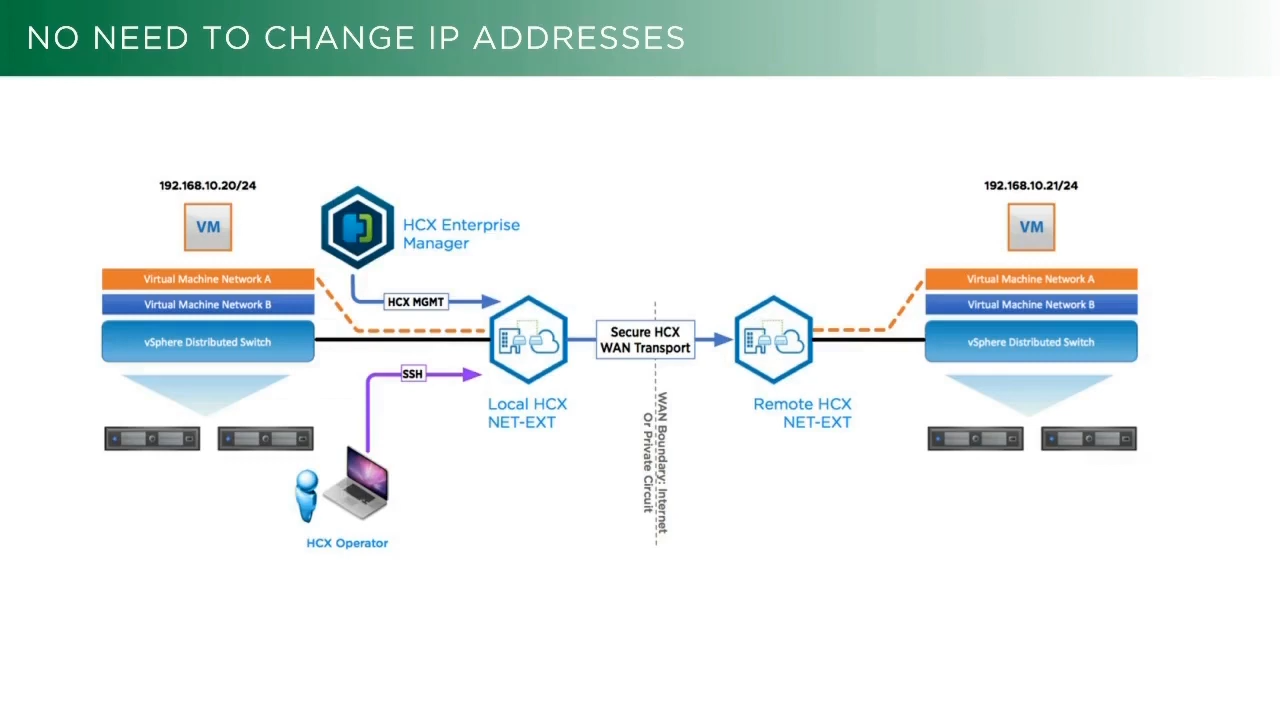 NO NEED TO CHANGE IP ADDRESSES
192.168.10.20/24
VM
Virtual Machine Network A
Virtual Machine Network B
vSphere Distributed Switch
HCX Enterprise
Manager
HCX MGMT
SSH
HCX Operator
Local HCX
NET-EXT
Secure HCX
WAN Transport
WAN Boundary: Internet
Or Private Circuit
Remote HCX
NET-EXT
192.168.10.21/24
VM
Virtual Machine Network A
Virtual Machine Network B
vSphere Distributed Switch